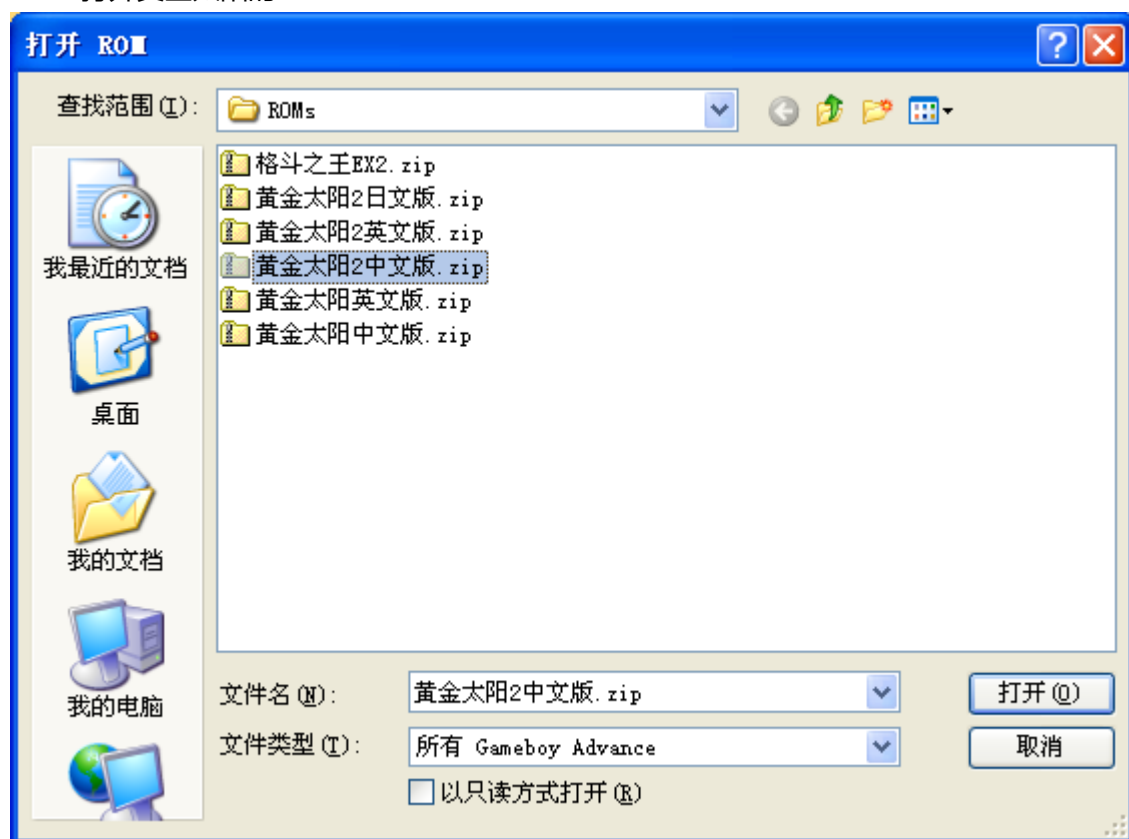 打开 ROM
查找范围(I):
ROMs
格斗之王EX2.zip
黄金太阳2日文版.zip
黄金太阳2英文版.zip
黄金太阳2中文版.zip
黄金太阳英文版.zip
黄金太阳中文版.zip
我最近的文档
桌面
我的文档
我的电脑
文件名(N):
黄金太阳2中文版.zip
打开(O)
文件类型(T):
所有 Gameboy Advance
取消
以只读方式打开(R)